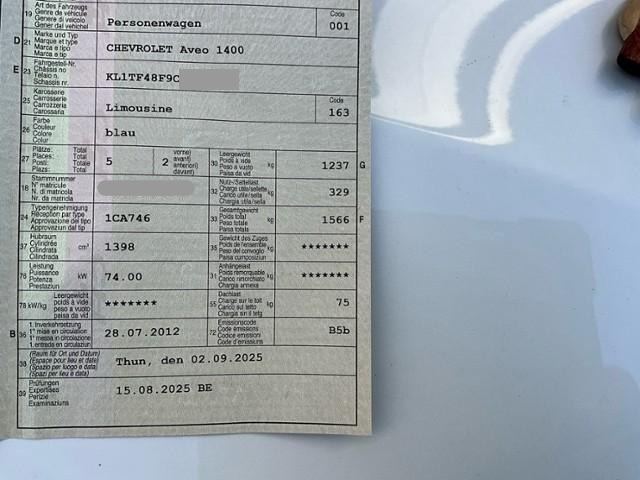 19 Art des Fahrzeugs
Genre de véhicule
Genere di veicolo
Gener dal vehichel
Personenwagen
Code
001
D 21 Marke und Typ
Marque et type
Marca e tipo
Marca e tip
CHEVROLET Aveo 1400
E 23 Fahrgestell-Nr.
Châssis no
Telaio n.
Schassis nr.
KL1TF48F9C
25 Karosserie
Carrosserie
Carrozzeria
Carossaria
Limousine
Code
163
26 Farbe
Couleur
Colore
Colur
blau
27 Plätze: Total
Places: Total
Posti: Totale
Plazs: Total
5
2
vorne)
avant)
anteriori)
davant)
30 Leergewicht
Poids à vide
Peso a vuoto
Paisa da vid
kg
1237 G
18 Stammnummer
N° matricule
N. di matricola
Nr. da matricla
32 Nutz-/Sattellast
Charge utile/sellette
Carico utile/sella
Chargia utila/sella
kg
329
24 Typengenehmigung
Réception par type
Approvazione del tipo
Approvaziun dal tip
1CA746
33 Gesamtgewicht
Poids total
Peso totale
Paisa totala
kg
1566 F
37 Hubraum
Cylindrée
Cilindrata
Cilindrada
cm³
1398
35 Gewicht des Zuges
Poids de l'ensemble
Peso del convoglio
Paisa cumposiziun
kg
*******
76 Leistung
Puissance
Potenza
Prestaziun
kW
74.00
31 Anhängelast
Poids remorquable
Carico rimorchiato
Chargia annexa
kg
*******
78 kW/kg
Leergewicht
poids à vide
peso a vuoto
paisa da vid
*******
55 Dachlast
Charge sur le toit
Carico sul tetto
Chargia sin il tetg
kg
75
B 36 1. Inverkehrsetzung
1re mise en circulation
1a messa in circolazione
1. entrada en circulaziun
28.07.2012
72 Emissionscode
Code émissions
Codice emissioni
Code d'emissiuns
B5b
38 (Raum für Ort und Datum)
(Espace pour lieu et date)
(Spazio per luogo e data)
(Spazi per lieu e data)
Thun, den 02.09.2025
39 Prüfungen
Expertises
Perizie
Examinaziuns
15.08.2025 BE